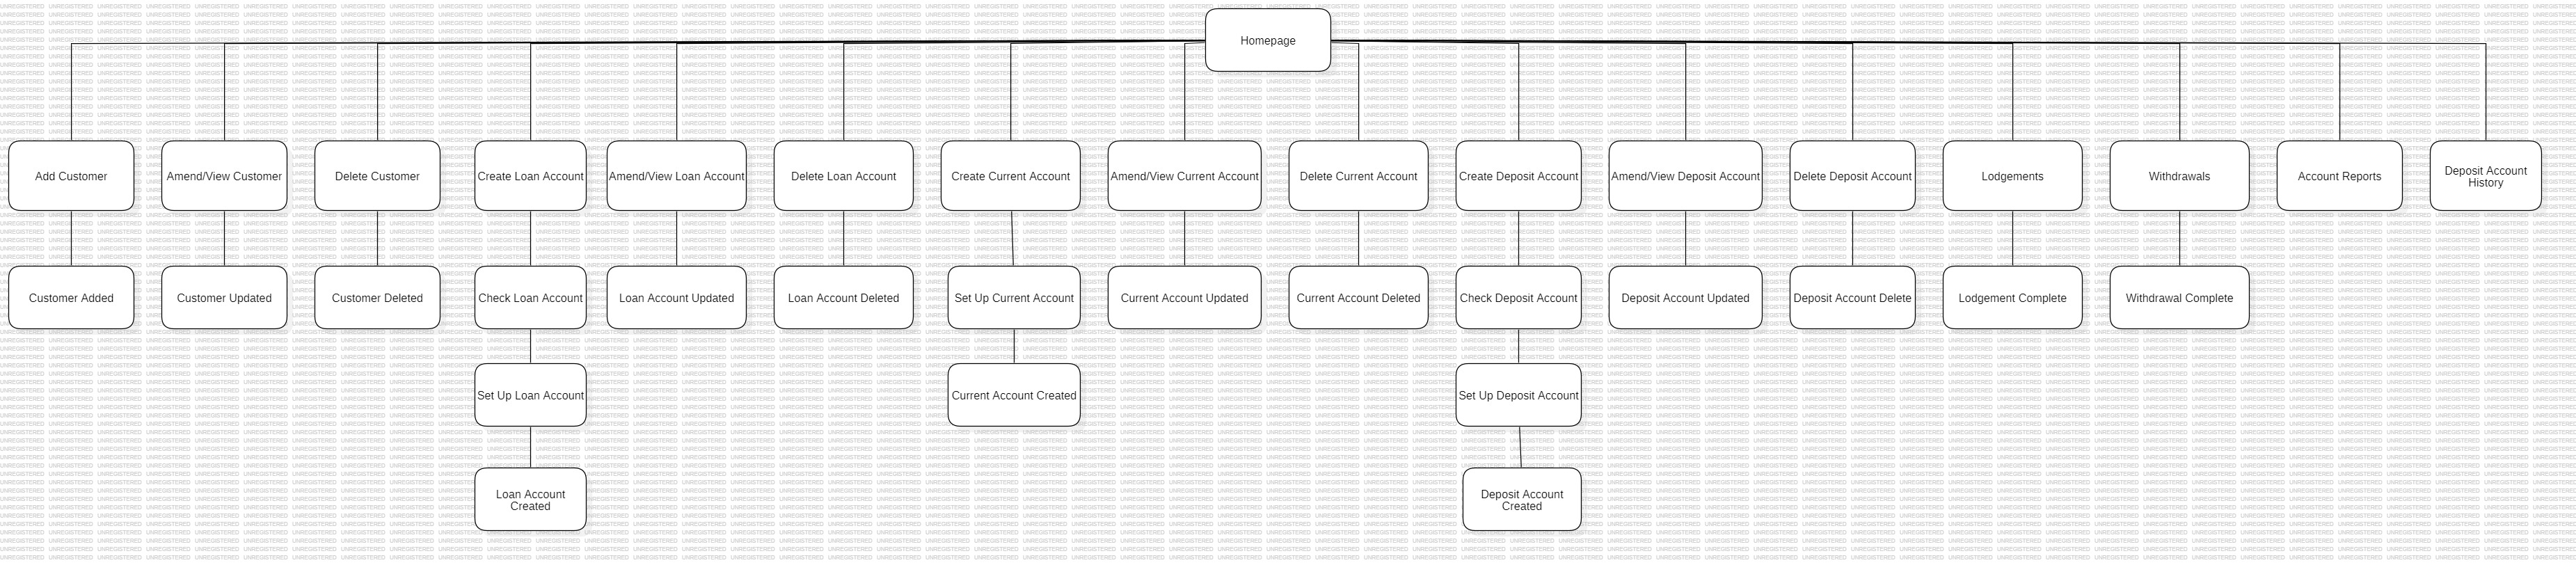 Homepage
Add Customer
Amend/View Customer
Delete Customer
Create Loan Account
Amend/View Loan Account
Delete Loan Account
Create Current Account
Amend/View Current Account
Delete Current Account
Create Deposit Account
Amend/View Deposit Account
Delete Deposit Account
Lodgements
Withdrawals
Account Reports
Deposit Account
History
Customer Added
Customer Updated
Customer Deleted
Check Loan Account
Loan Account Updated
Loan Account Deleted
Set Up Current Account
Current Account Updated
Current Account Deleted
Check Deposit Account
Deposit Account Updated
Deposit Account Delete
Lodgement Complete
Withdrawal Complete
Set Up Loan Account
Current Account Created
Set Up Deposit Account
Loan Account
Created
Deposit Account
Created
UNREGISTERED